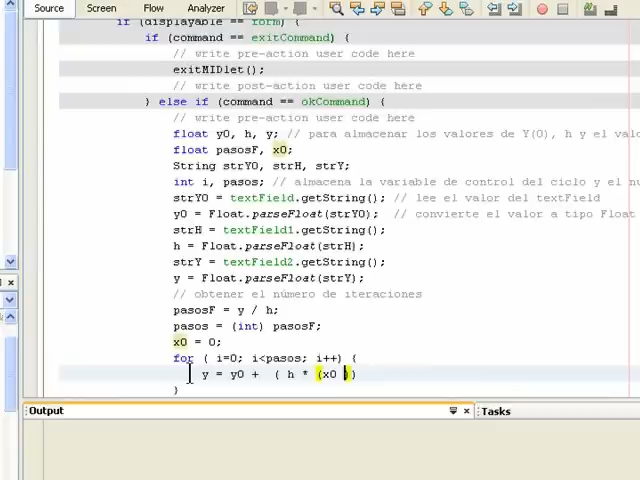 Source Screen Flow Analyzer
if (displayable == form) {
if (command == exitCommand) {
// write pre-action user code here
exitMIDlet();
// write post-action user code here
} else if (command == okCommand) {
// write pre-action user code here
float y0, h, y; // para almacenar los valores de Y(0), h y el valo
float pasosF, x0;
String strY0, strH, strY;
int i, pasos; // almacena la variable de control del ciclo y el nú
strY0 = textField.getString(); // lee el valor del textField
y0 = Float.parseFloat(strY0); // convierte el valor a tipo Float
strH = textField1.getString();
h = Float.parseFloat(strH);
strY = textField2.getString();
y = Float.parseFloat(strY);
// obtener el número de iteraciones
pasosF = y / h;
pasos = (int) pasosF;
x0 = 0;
for ( i=0; i<pasos; i++) {
y = y0 + ( h * (x0 ))
}
Output
Tasks